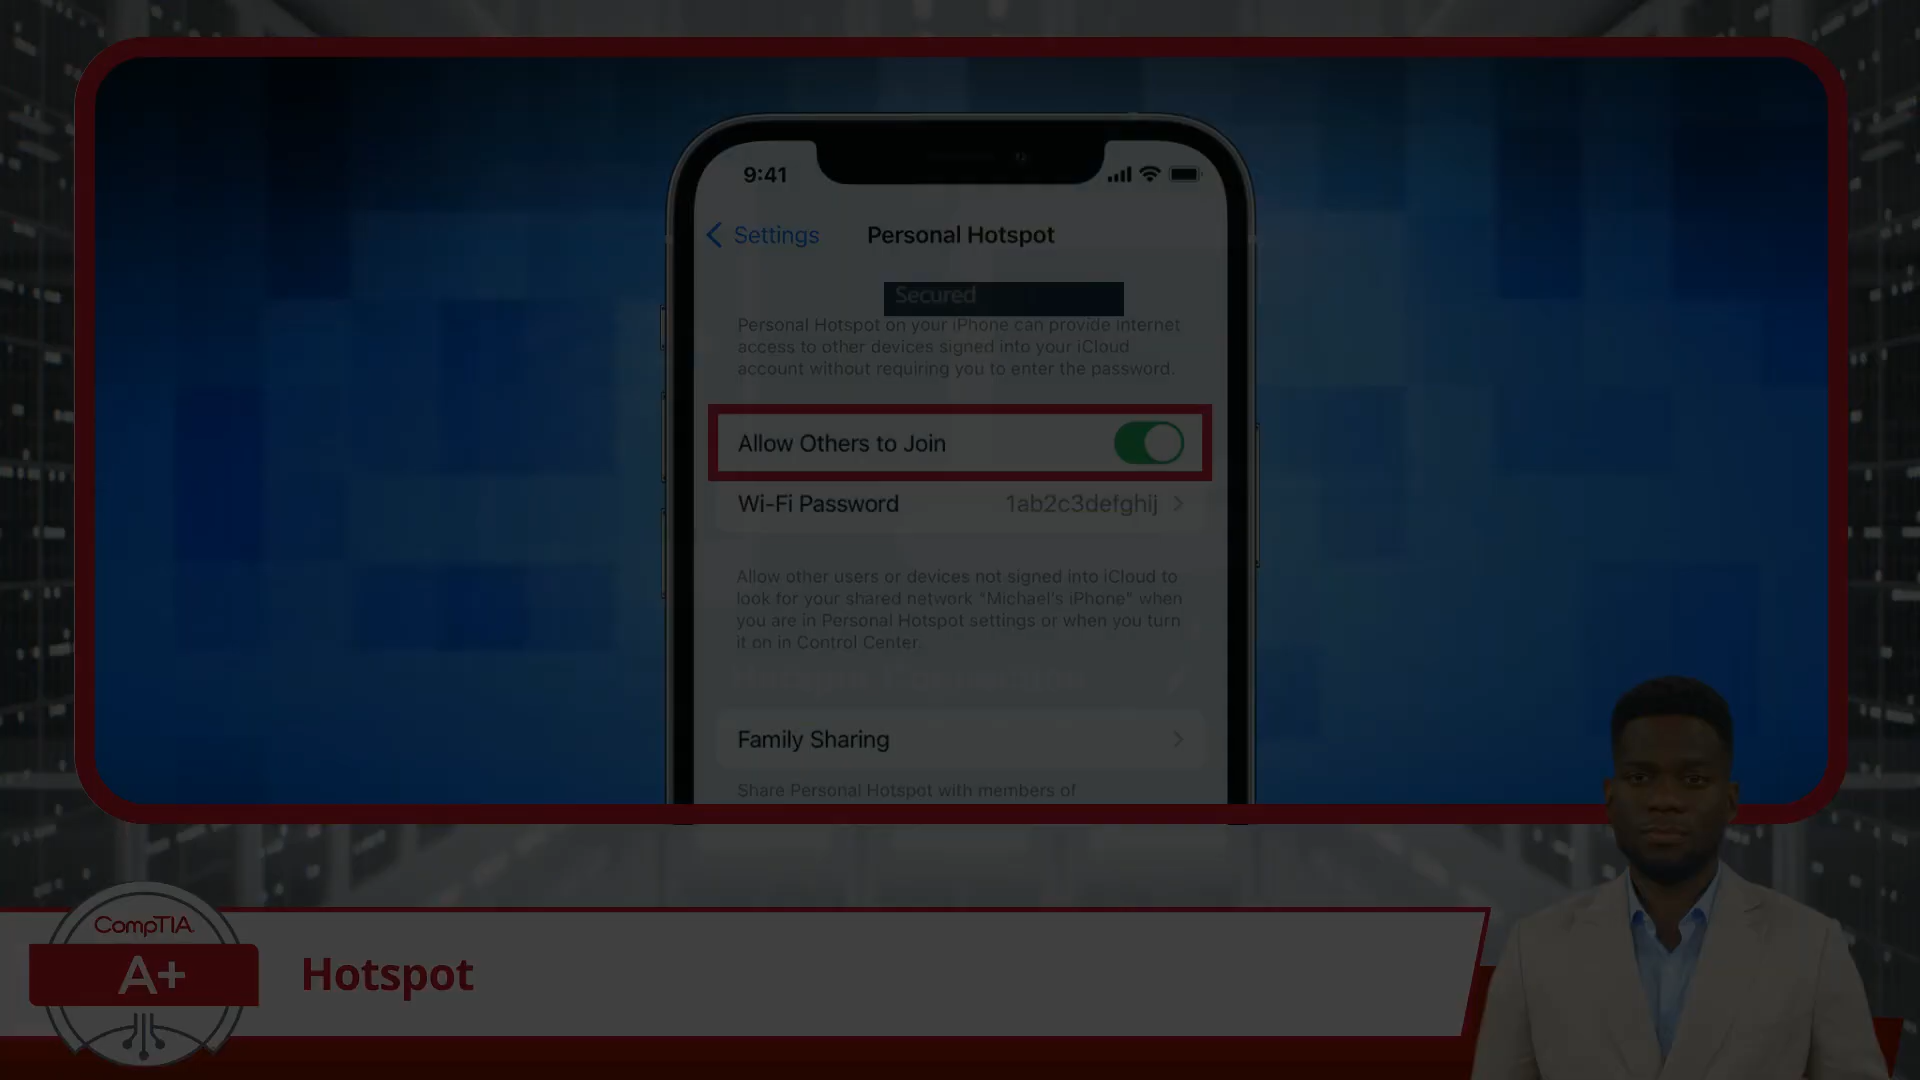 9:41
Settings
Personal Hotspot
Secured
Personal Hotspot on your iPhone can provide internet
access to other devices signed into your iCloud
account without requiring you to enter the password.
Allow Others to Join
Wi-Fi Password 1ab2c3defghij
Allow other users or devices not signed into iCloud to
look for your shared network "Michael's iPhone" when
you are in Personal Hotspot settings or when you turn
it on in Control Center.
Family Sharing
Share Personal Hotspot with members of
CompTIA
A+
Hotspot